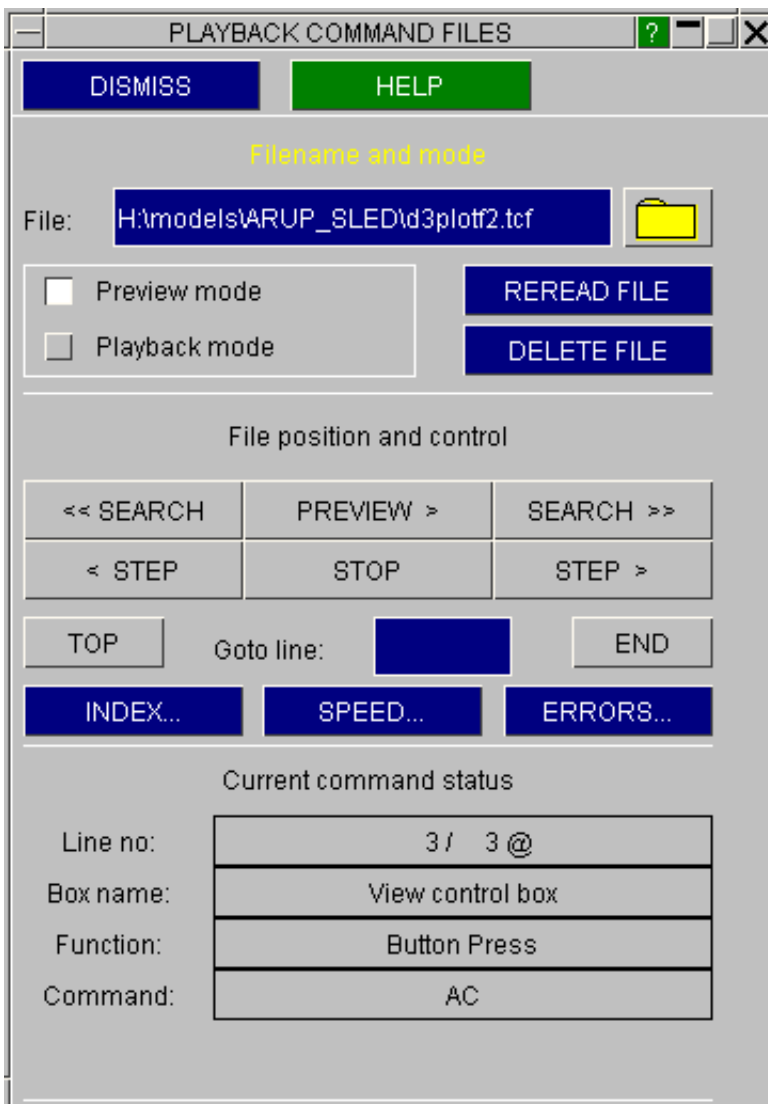 PLAYBACK COMMAND FILES ?
DISMISS HELP
Filename and mode
File: H:\models\ARUP_SLED\d3plotf2.tcf
Preview mode REREAD FILE
Playback mode DELETE FILE
File position and control
<< SEARCH PREVIEW > SEARCH >>
< STEP STOP STEP >
TOP Goto line: END
INDEX... SPEED... ERRORS...
Current command status
Line no: 3 / 3 @
Box name: View control box
Function: Button Press
Command: AC